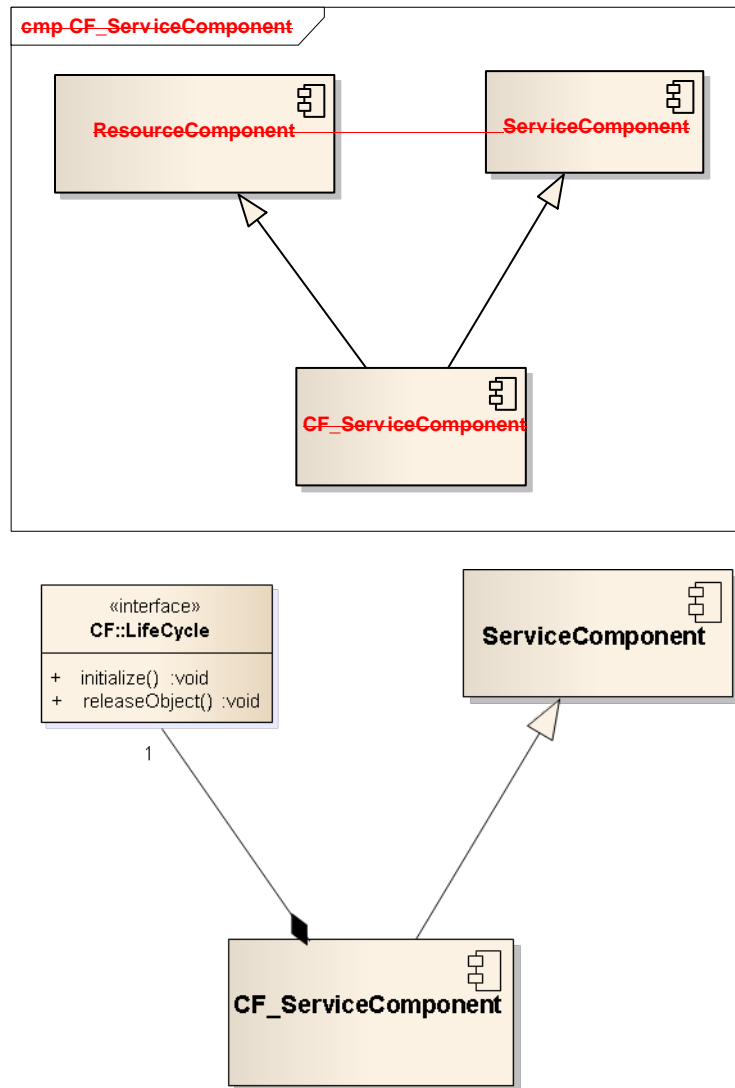 cmp CF_ServiceComponent
ResourceComponent
ServiceComponent
CF_ServiceComponent
«interface»
CF::LifeCycle
+ initialize() :void
+ releaseObject() :void
ServiceComponent
1
CF_ServiceComponent